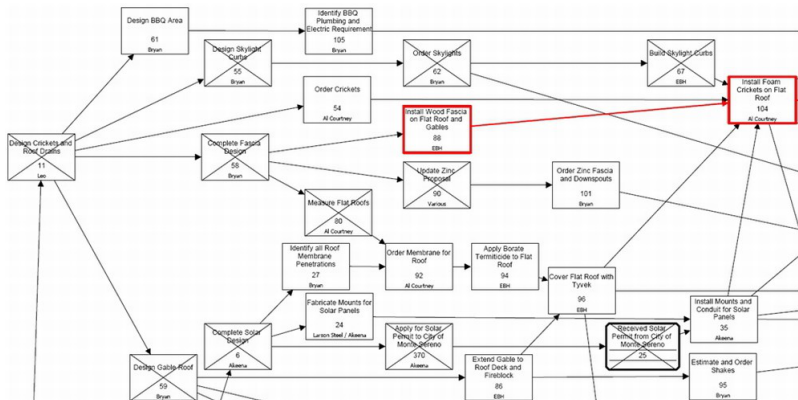 Design BBQ Area
61
Bryan
Identify BBQ
Plumbing and
Electric Requirement
105
Bryan
Design Skylight
Curbs
55
Bryan
Order Skylights
62
Bryan
Build Skylight Curbs
67
EBH
Install Foam
Crickets on Flat
Roof
104
Al Courtney
Order Crickets
54
Al Courtney
Install Wood Fascia
on Flat Roof and
Gables
88
EBH
Design Crickets and
Roof Drains
11
Leo
Complete Fascia
Design
58
Bryan
Update Zinc
Proposal
90
Various
Order Zinc Fascia
and Downspouts
101
Bryan
Measure Flat Roofs
80
Al Courtney
Identify all Roof
Membrane
Penetrations
27
Bryan
Order Membrane for
Roof
92
Al Courtney
Apply Borate
Termiticide to Flat
Roof
94
EBH
Cover Flat Roof with
Tyvek
96
EBH
Fabricate Mounts for
Solar Panels
24
Larson Steel / Akeena
Install Mounts and
Conduit for Solar
Panels
35
Akeena
Complete Solar
Design
6
Akeena
Apply for Solar
Permit to City of
Monte Sereno
370
Akeena
Received Solar
Permit from City of
Monte Sereno
25
Design Gable Roof
59
Bryan
Extend Gable to
Roof Deck and
Fireblock
86
EBH
Estimate and Order
Shakes
95
Bryan